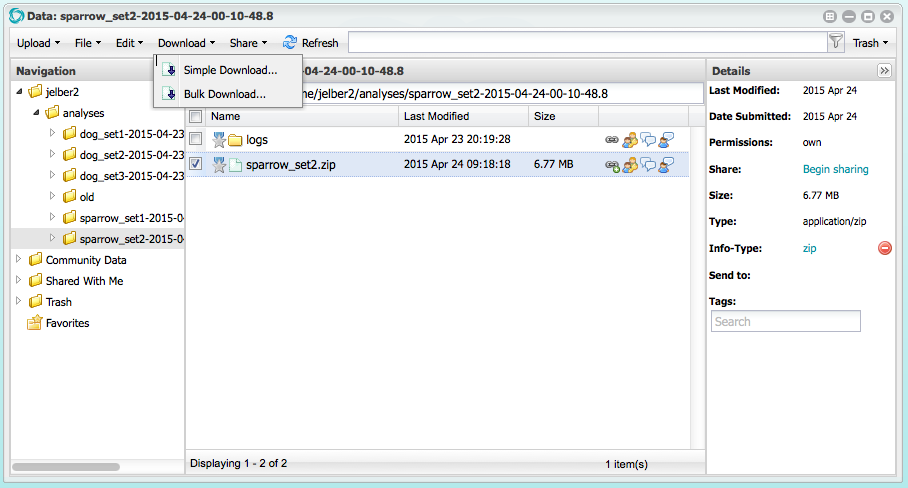 Data: sparrow_set2-2015-04-24-00-10-48.8
Upload File Edit Download Share Refresh Trash
Simple Download...
Bulk Download...
Navigation
jelber2
analyses
dog_set1-2015-04-23
dog_set2-2015-04-23
dog_set3-2015-04-23
old
sparrow_set1-2015-04
sparrow_set2-2015-0
Community Data
Shared With Me
Trash
Favorites
-04-24-00-10-48.8
me/jelber2/analyses/sparrow_set2-2015-04-24-00-10-48.8
Name Last Modified Size
logs 2015 Apr 23 20:19:28
sparrow_set2.zip 2015 Apr 24 09:18:18 6.77 MB
Displaying 1 - 2 of 2 1 item(s)
Details
Last Modified: 2015 Apr 24
Date Submitted: 2015 Apr 24
Permissions: own
Share: Begin sharing
Size: 6.77 MB
Type: application/zip
Info-Type: zip
Send to:
Tags:
Search